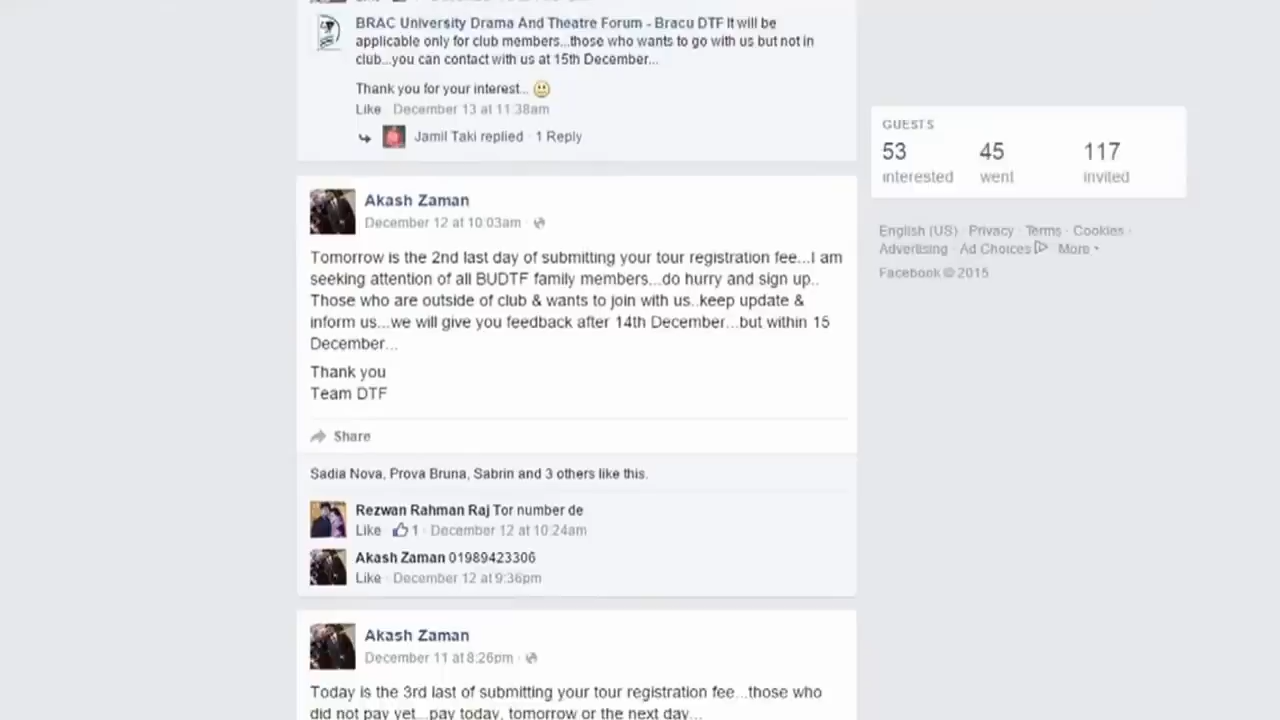 BRAC University Drama And Theatre Forum - Bracu DTF It will be
applicable only for club members...those who wants to go with us but not in
club...you can contact with us at 15th December...
Thank you for your interest...
Like · December 13 at 11:38am
Jamil Taki replied · 1 Reply
GUESTS
53 45 117
interested went invited
English (US) · Privacy · Terms · Cookies ·
Advertising · Ad Choices · More
Facebook © 2015
Akash Zaman
December 12 at 10:03am ·
Tomorrow is the 2nd last day of submitting your tour registration fee...I am
seeking attention of all BUDTF family members...do hurry and sign up..
Those who are outside of club & wants to join with us..keep update &
inform us...we will give you feedback after 14th December...but within 15
December...
Thank you
Team DTF
Share
Sadia Nova, Prova Bruna, Sabrin and 3 others like this.
Rezwan Rahman Raj Tor number de
Like · 1 · December 12 at 10:24am
Akash Zaman 01989423306
Like · December 12 at 9:36pm
Akash Zaman
December 11 at 8:26pm ·
Today is the 3rd last of submitting your tour registration fee...those who
did not pay yet...pay today, tomorrow or the next day...